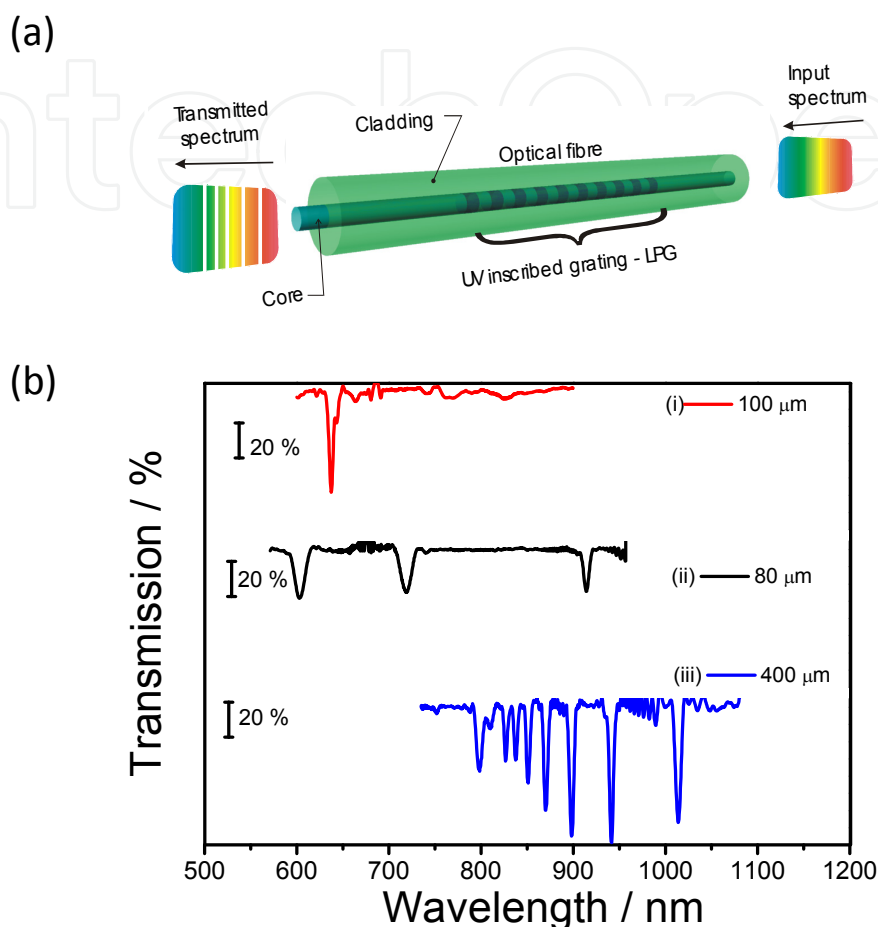 (a)
ntechOpe
Transmitted
spectrum
Cladding
Optical fibre
Input
spectrum
UV inscribed grating - LPG
Core
(b)
(i) 100 μm
20 %
(ii) 80 μm
20 %
(iii) 400 μm
20 %
Transmission / %
500 600 700 800 900 1000 1100 1200
Wavelength / nm